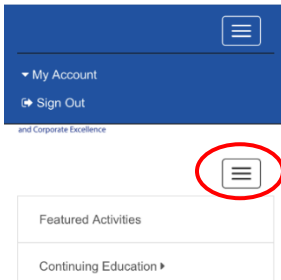 My Account
Sign Out
and Corporate Excellence
Featured Activities
Continuing Education